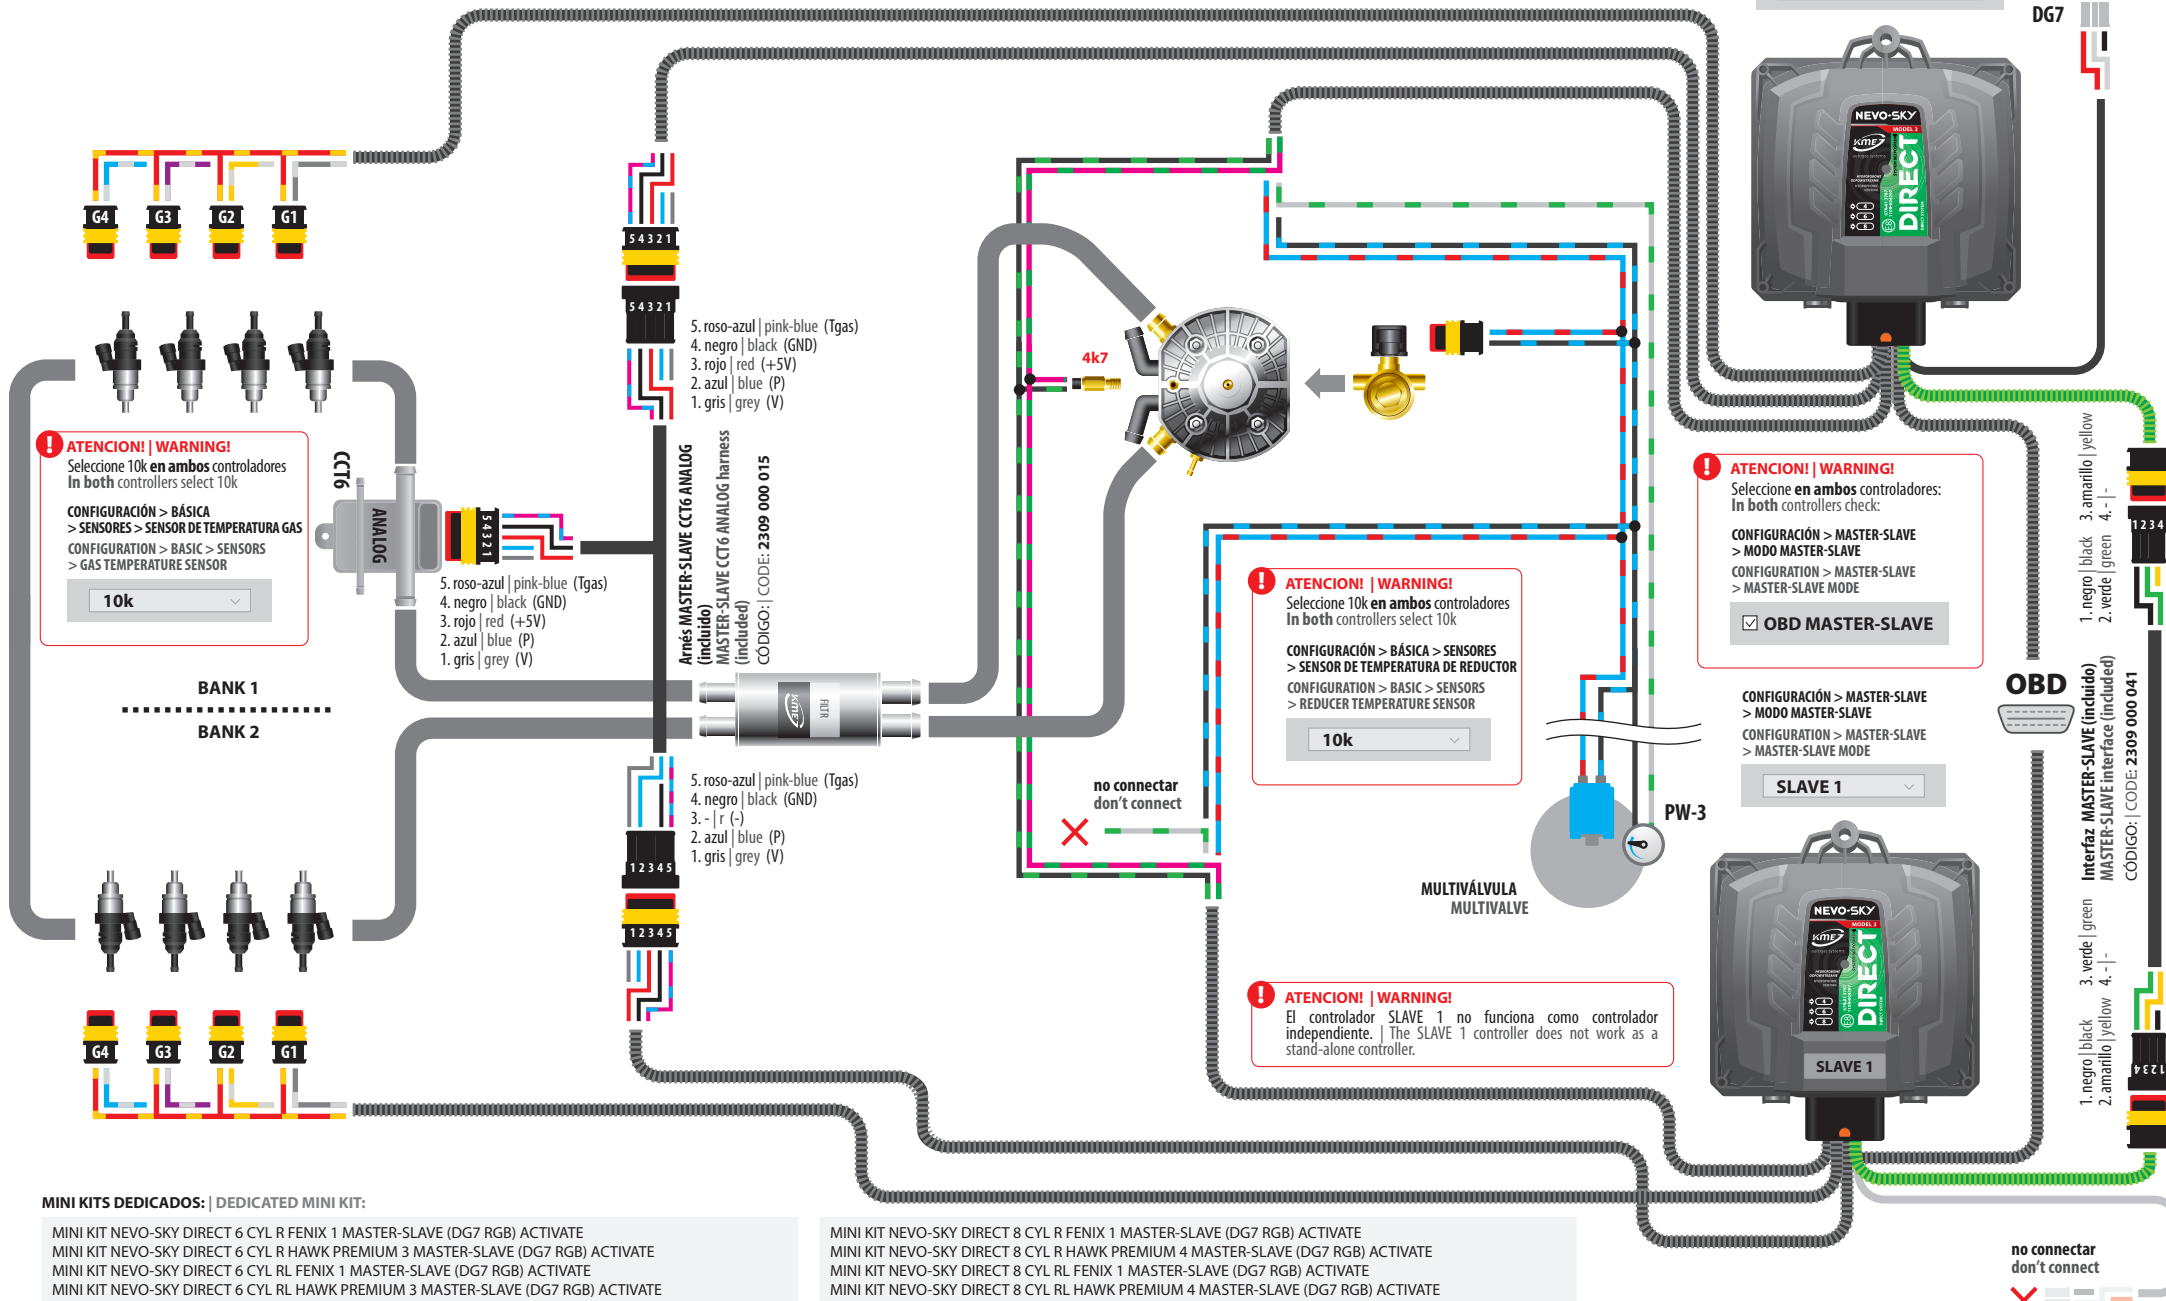 DG7
NEVO-SKY
MODEL 2
KME
DIRECT
G4
G3
G2
G1
5 4 3 2 1
5 4 3 2 1
5. roso-azul | pink-blue (Tgas)
4. negro | black (GND)
3. rojo | red (+5V)
2. azul | blue (P)
1. gris | grey (V)
4k7
! ATENCION! | WARNING!
Seleccione 10k en ambos controladores
In both controllers select 10k
CONFIGURACIÓN > BÁSICA
> SENSORES > SENSOR DE TEMPERATURA GAS
CONFIGURATION > BASIC > SENSORS
> GAS TEMPERATURE SENSOR
10k
CCT6
ANALOG
5 4 3 2 1
5. roso-azul | pink-blue (Tgas)
4. negro | black (GND)
3. rojo | red (+5V)
2. azul | blue (P)
1. gris | grey (V)
Arnés MASTER-SLAVE CCT6 ANALOG
(incluido)
MASTER-SLAVE CCT6 ANALOG harness
(included)
CÓDIGO: | CODE: 2309 000 015
BANK 1
BANK 2
KME
FILTR
! ATENCION! | WARNING!
Seleccione 10k en ambos controladores
In both controllers select 10k
CONFIGURACIÓN > BÁSICA > SENSORES
> SENSOR DE TEMPERATURA DE REDUCTOR
CONFIGURATION > BASIC > SENSORS
> REDUCER TEMPERATURE SENSOR
10k
! ATENCION! | WARNING!
Seleccione en ambos controladores:
In both controllers check:
CONFIGURACIÓN > MASTER-SLAVE
> MODO MASTER-SLAVE
CONFIGURATION > MASTER-SLAVE
> MASTER-SLAVE MODE
OBD MASTER-SLAVE
CONFIGURACIÓN > MASTER-SLAVE
> MODO MASTER-SLAVE
CONFIGURATION > MASTER-SLAVE
> MASTER-SLAVE MODE
SLAVE 1
OBD
1. negro | black 3. amarillo | yellow
2. verde | green 4. - | -
1 2 3 4
Interfaz MASTER-SLAVE (incluido)
MASTER-SLAVE interface (included)
CÓDIGO: | CODE: 2309 000 041
1. negro | black 3. verde | green
2. amarillo | yellow 4. - | -
1 2 3 4
5. roso-azul | pink-blue (Tgas)
4. negro | black (GND)
3. - | r (-)
2. azul | blue (P)
1. gris | grey (V)
1 2 3 4 5
1 2 3 4 5
no connectar
don't connect
PW-3
MULTIVÁLVULA
MULTIVALVE
NEVO-SKY
MODEL 2
KME
DIRECT
SLAVE 1
! ATENCION! | WARNING!
El controlador SLAVE 1 no funciona como controlador
independiente. | The SLAVE 1 controller does not work as a
stand-alone controller.
G4
G3
G2
G1
MINI KITS DEDICADOS: | DEDICATED MINI KIT:
MINI KIT NEVO-SKY DIRECT 6 CYL R FENIX 1 MASTER-SLAVE (DG7 RGB) ACTIVATE
MINI KIT NEVO-SKY DIRECT 6 CYL R HAWK PREMIUM 3 MASTER-SLAVE (DG7 RGB) ACTIVATE
MINI KIT NEVO-SKY DIRECT 6 CYL RL FENIX 1 MASTER-SLAVE (DG7 RGB) ACTIVATE
MINI KIT NEVO-SKY DIRECT 6 CYL RL HAWK PREMIUM 3 MASTER-SLAVE (DG7 RGB) ACTIVATE
MINI KIT NEVO-SKY DIRECT 8 CYL R FENIX 1 MASTER-SLAVE (DG7 RGB) ACTIVATE
MINI KIT NEVO-SKY DIRECT 8 CYL R HAWK PREMIUM 4 MASTER-SLAVE (DG7 RGB) ACTIVATE
MINI KIT NEVO-SKY DIRECT 8 CYL RL FENIX 1 MASTER-SLAVE (DG7 RGB) ACTIVATE
MINI KIT NEVO-SKY DIRECT 8 CYL RL HAWK PREMIUM 4 MASTER-SLAVE (DG7 RGB) ACTIVATE
no connectar
don't connect